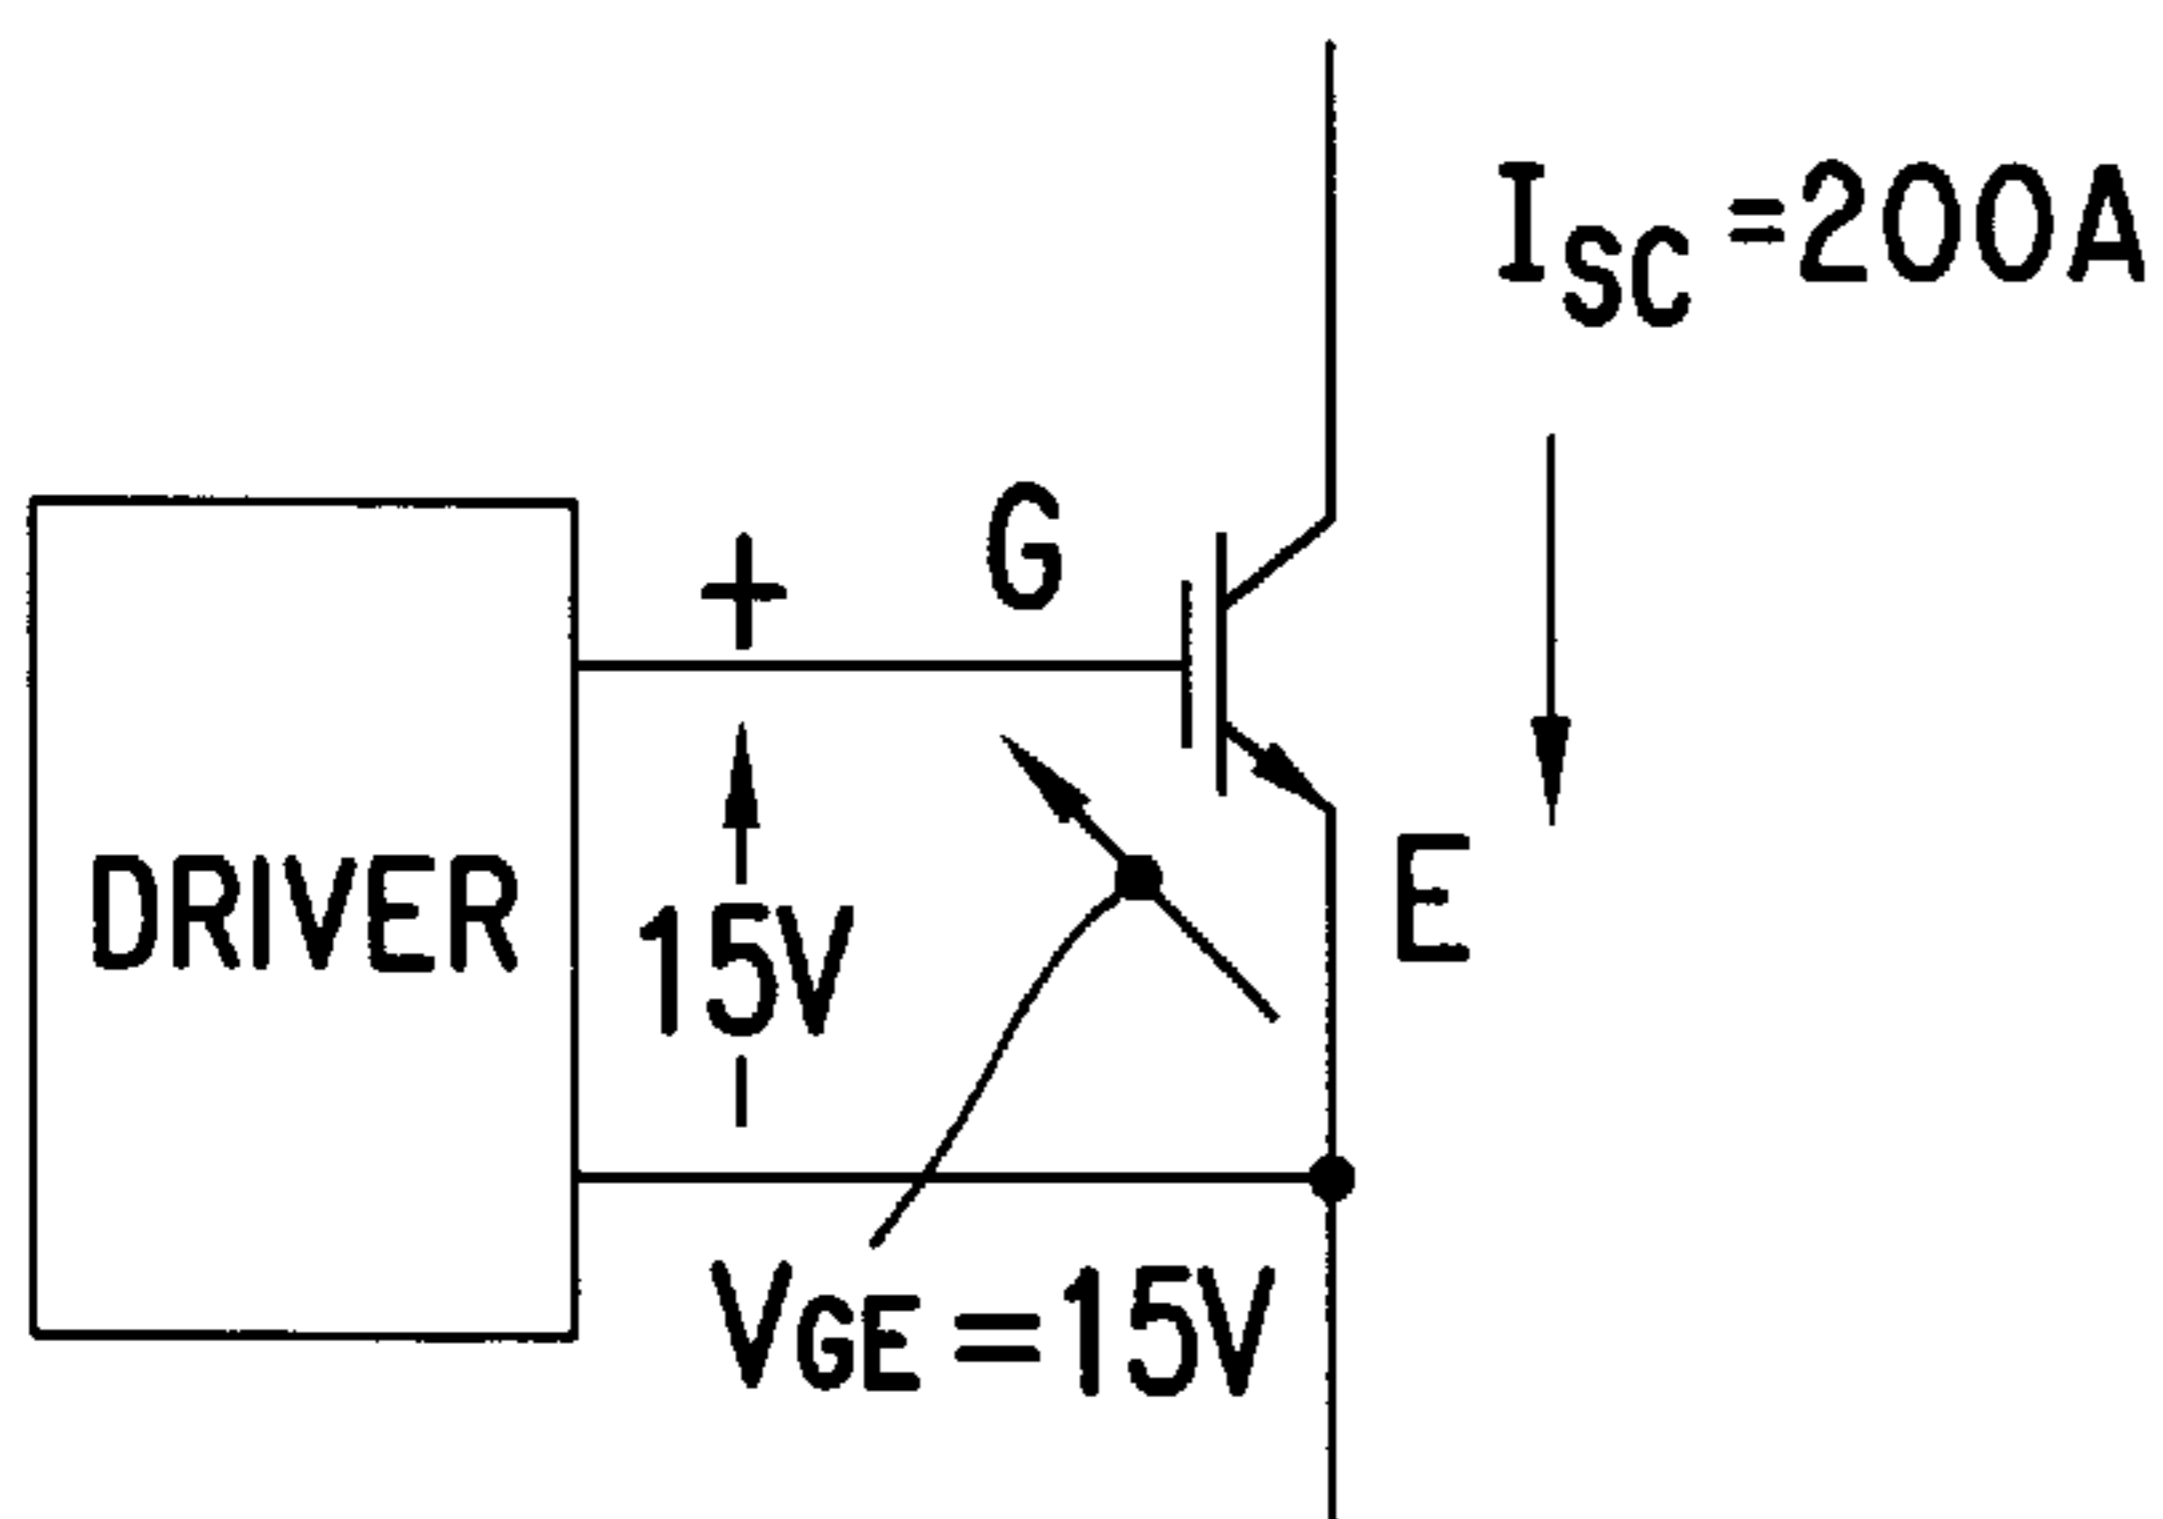 I_SC =200A
+
G
DRIVER
15V
E
-
VGE =15V